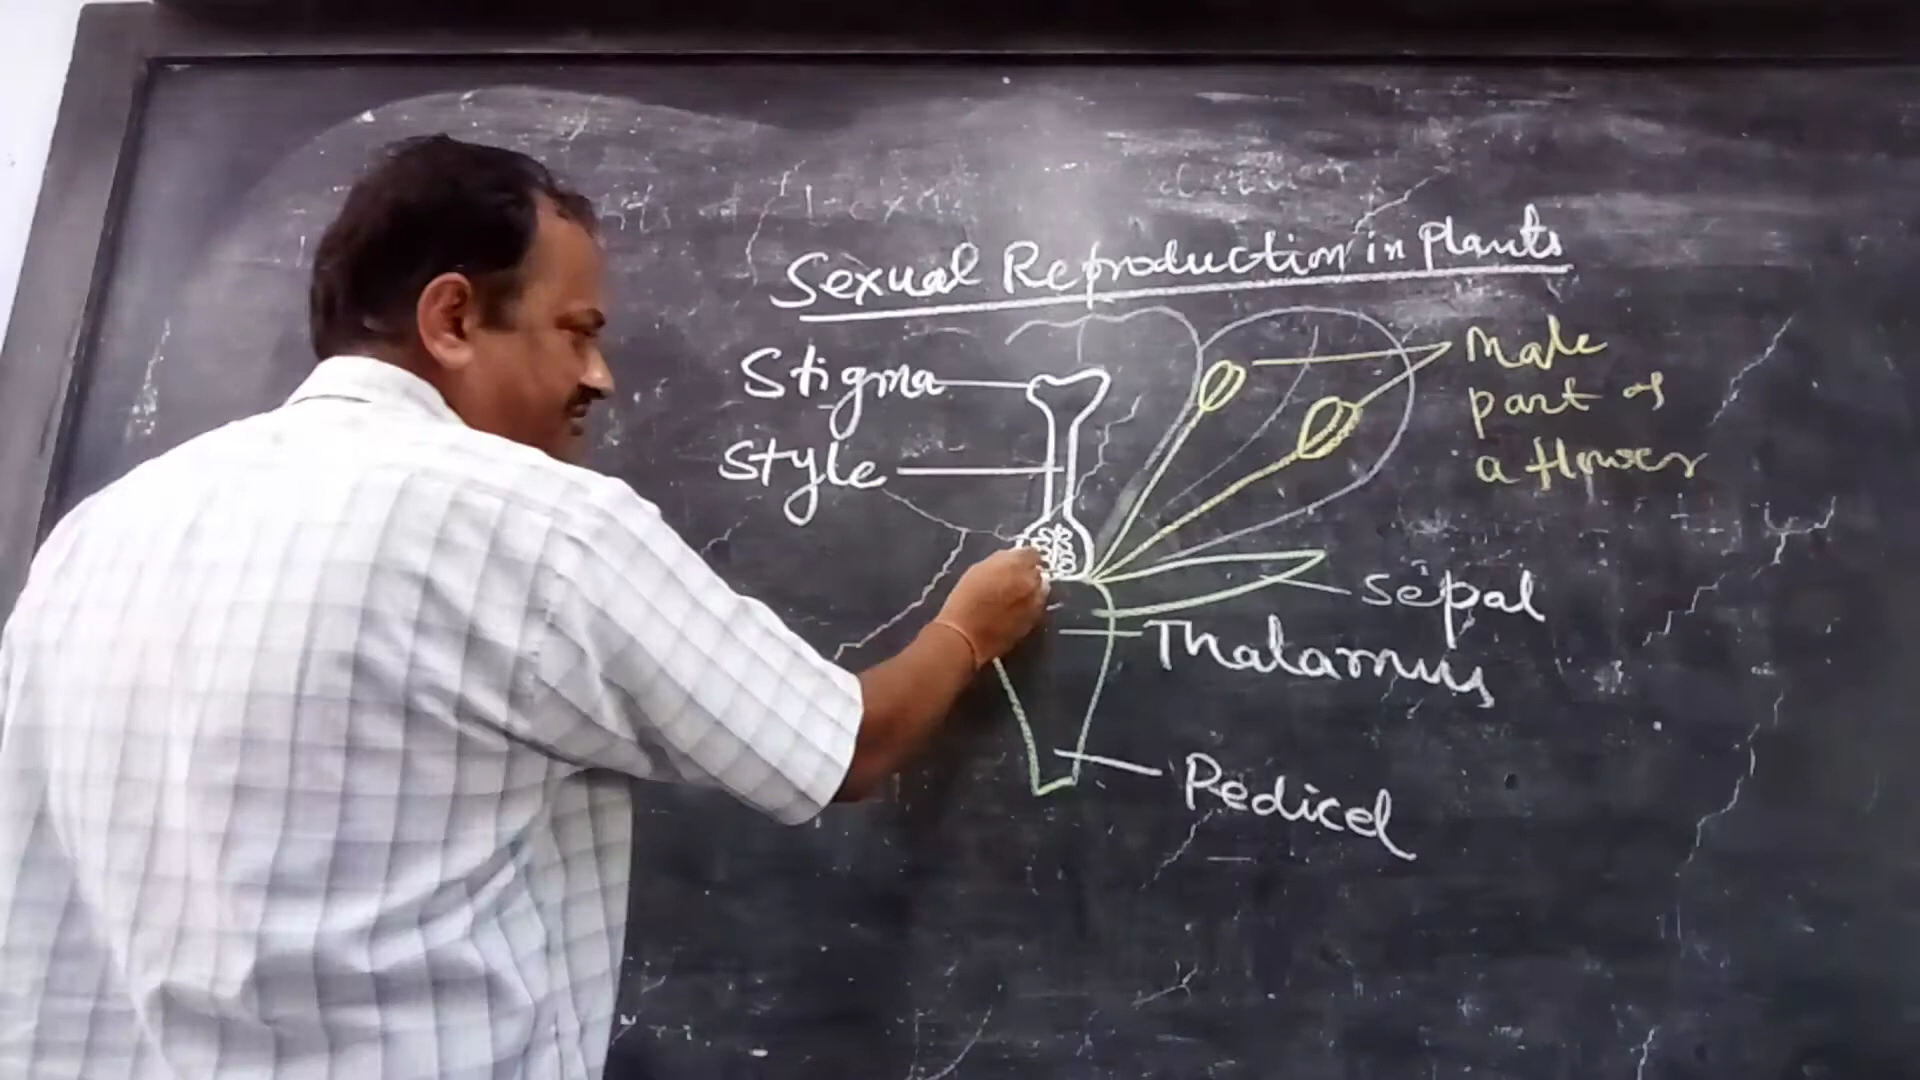 Sexual Reproduction in Plants
Stigma
Style
Male
part of
a flower
Sepal
Thalamus
Pedicel